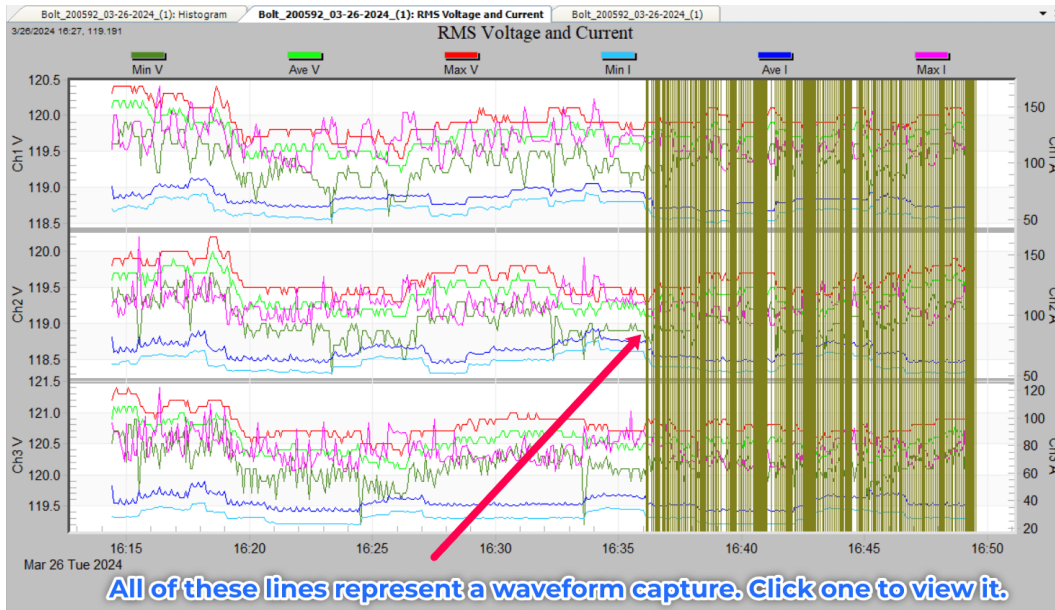 Bolt_200592_03-26-2024_(1): Histogram
Bolt_200592_03-26-2024_(1): RMS Voltage and Current
Bolt_200592_03-26-2024_(1)
3/26/2024 16:27, 119.191
RMS Voltage and Current
Min V
Ave V
Max V
Min I
Ave I
Max I
120.5
120.0
119.5
119.0
118.5
Ch1 V
150
100
50
120.0
119.5
119.0
118.5
Ch2 V
150
100
50
121.5
121.0
120.5
120.0
119.5
Ch3 V
120
100
80
60
40
20
16:15
16:20
16:25
16:30
16:35
16:40
16:45
16:50
Mar 26 Tue 2024
All of these lines represent a waveform capture. Click one to view it.